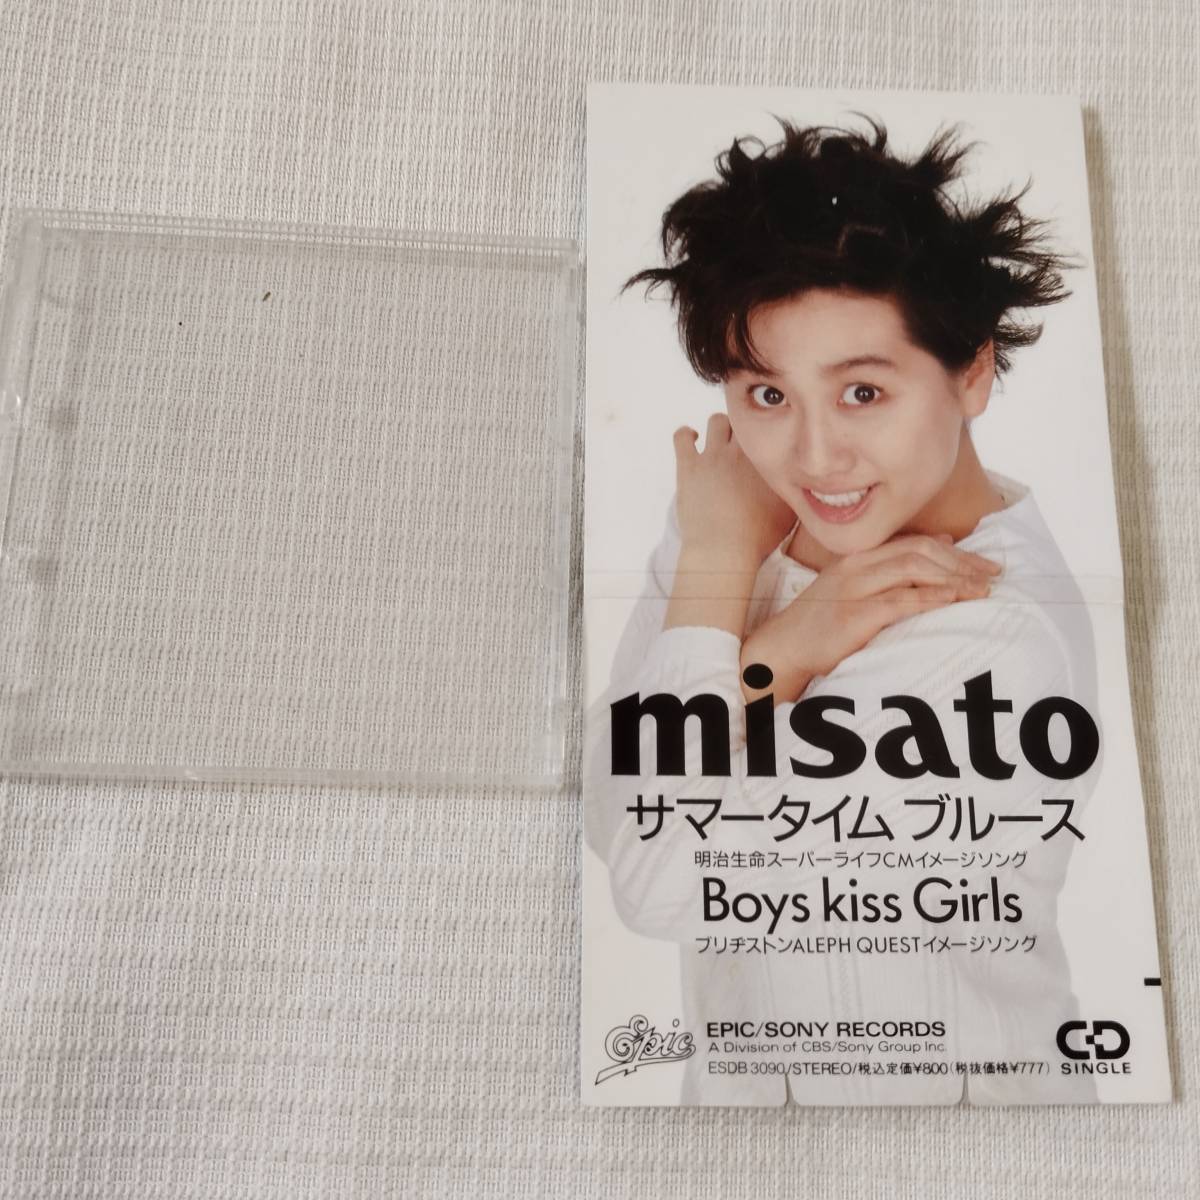 misato
サマータイム ブルース
明治生命スーパーライフCMイメージソング
Boys kiss Girls
ブリヂストンALEPH QUESTイメージソング
Epic
EPIC/SONY RECORDS
A Division of CBS/Sony Group Inc.
ESDB 3090/STEREO/税込定価¥800(税抜価格¥777)
CD
SINGLE